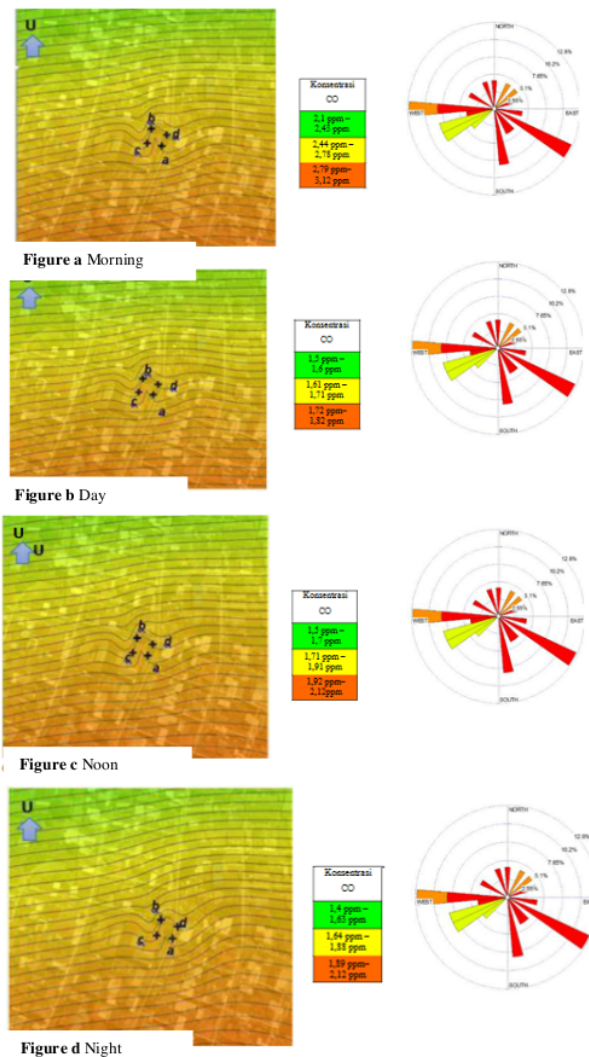 U
b
d
c
a
Konsentrasi
CO
2,1 ppm –
2,43 ppm
2,44 ppm –
2,78 ppm
2,79 ppm–
3,12 ppm
NORTH
12.8%
10.2%
7.65%
5.1%
2.55%
WEST
EAST
SOUTH
Figure a Morning
b
d
c
a
Konsentrasi
CO
1,5 ppm –
1,6 ppm
1,61 ppm –
1,71 ppm
1,72 ppm–
1,82 ppm
NORTH
12.8%
10.2%
7.65%
5.1%
2.55%
WEST
EAST
SOUTH
Figure b Day
U
U
b
d
c
a
Konsentrasi
CO
1,5 ppm –
1,7 ppm
1,71 ppm –
1,91 ppm
1,92 ppm–
2,12ppm
NORTH
12.8%
10.2%
7.65%
5.1%
2.55%
WEST
EAST
SOUTH
Figure c Noon
U
b
d
c
a
Konsentrasi
CO
1,4 ppm –
1,63 ppm
1,64 ppm –
1,88 ppm
1,89 ppm–
2,12 ppm
NORTH
12.8%
10.2%
7.65%
5.1%
2.55%
WEST
SOUTH
Figure d Night